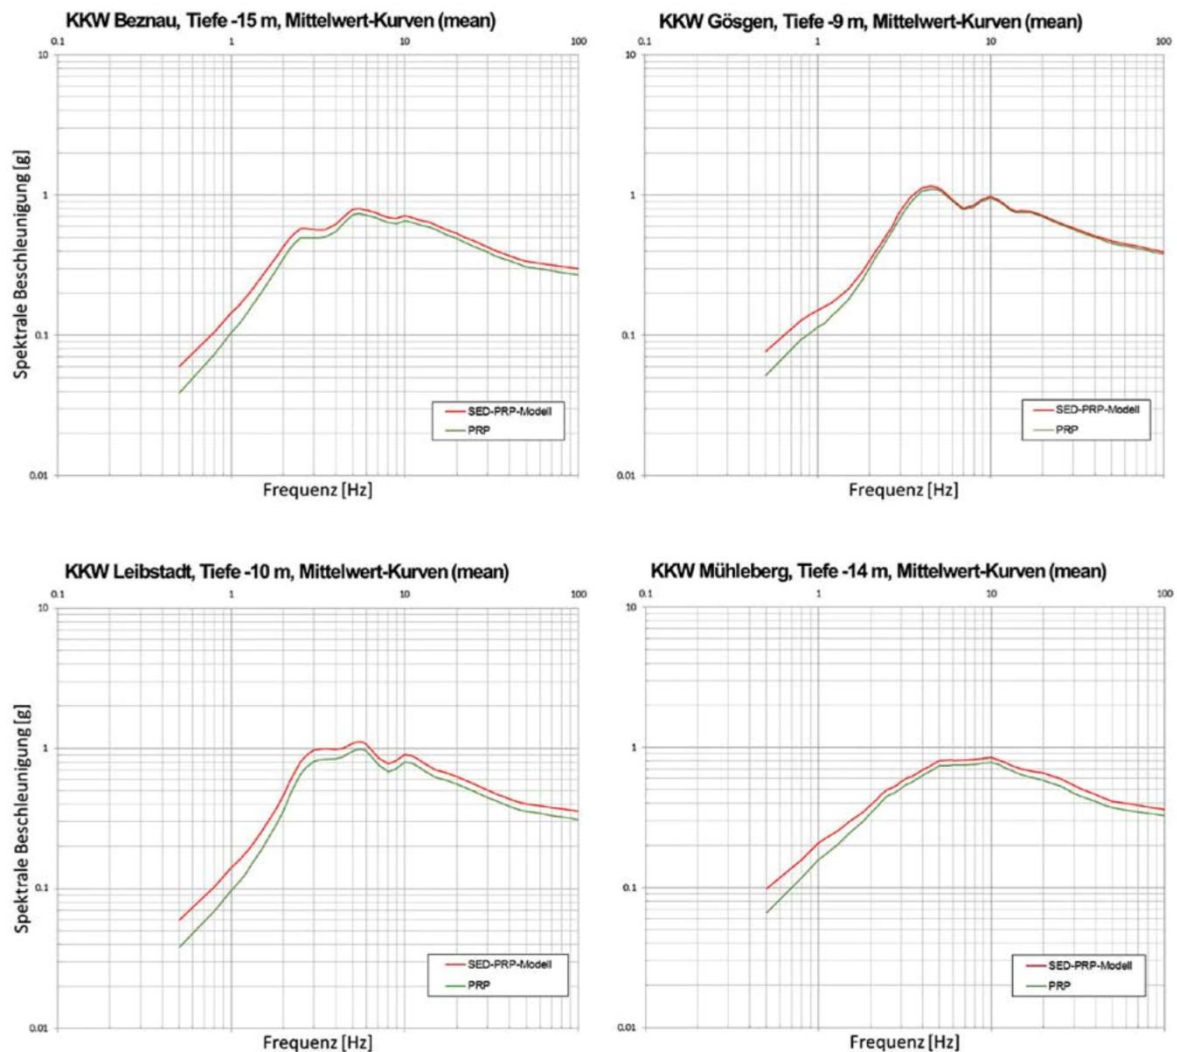 KKW Beznau, Tiefe -15 m, Mittelwert-Kurven (mean)
0.1 1 10 100
10
1
0.1
0.01
Spektrale Beschleunigung [g]
SED-PRP-Modell
PRP
Frequenz [Hz]
KKW Gösgen, Tiefe -9 m, Mittelwert-Kurven (mean)
0.1 1 10 100
10
1
0.1
0.01
SED-PRP-Modell
PRP
Frequenz [Hz]
KKW Leibstadt, Tiefe -10 m, Mittelwert-Kurven (mean)
0.1 1 10 100
10
1
0.1
0.01
Spektrale Beschleunigung [g]
SED-PRP-Modell
PRP
Frequenz [Hz]
KKW Mühleberg, Tiefe -14 m, Mittelwert-Kurven (mean)
0.1 1 10 100
10
1
0.1
0.01
SED-PRP-Modell
PRP
Frequenz [Hz]